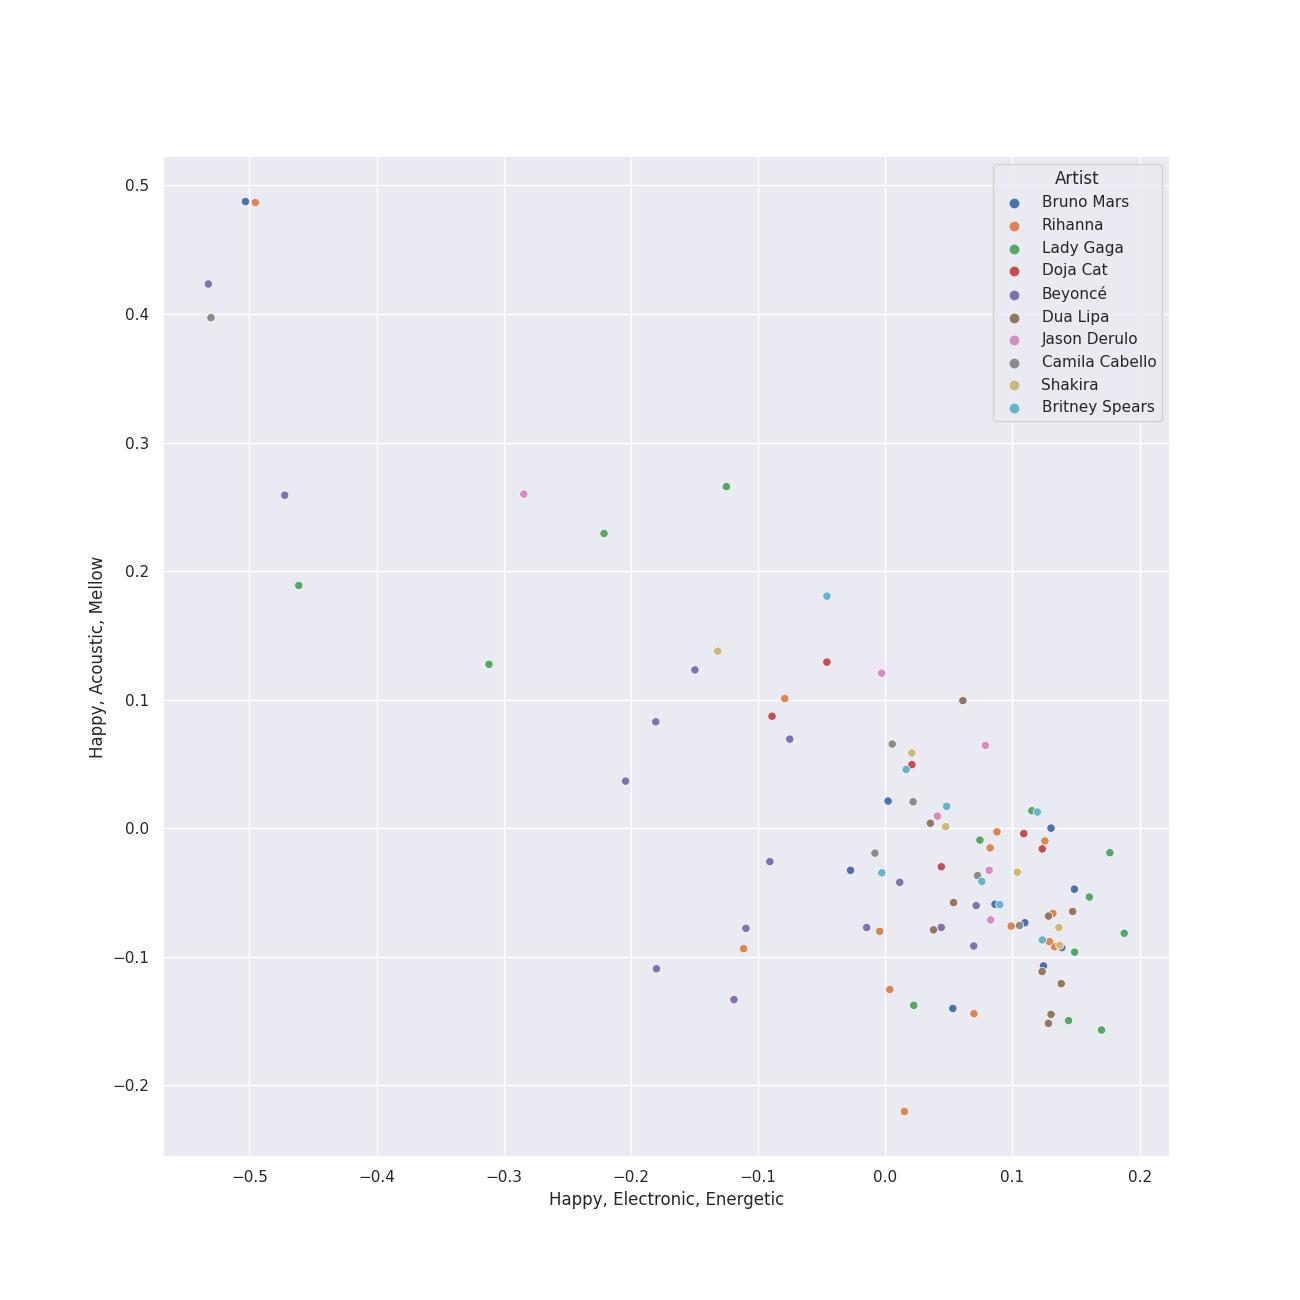 Artist
Bruno Mars
Rihanna
Lady Gaga
Doja Cat
Beyoncé
Dua Lipa
Jason Derulo
Camila Cabello
Shakira
Britney Spears
0.5
0.4
0.3
0.2
0.1
0.0
−0.1
−0.2
Happy, Acoustic, Mellow
−0.5 −0.4 −0.3 −0.2 −0.1 0.0 0.1 0.2
Happy, Electronic, Energetic